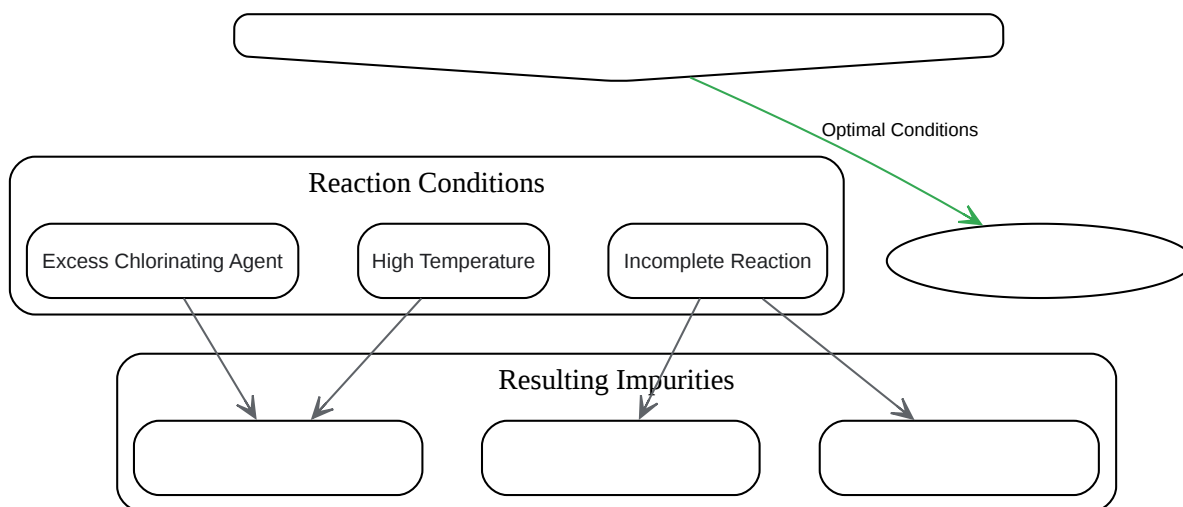 Optimal Conditions
Reaction Conditions
Excess Chlorinating Agent
High Temperature
Incomplete Reaction
Resulting Impurities